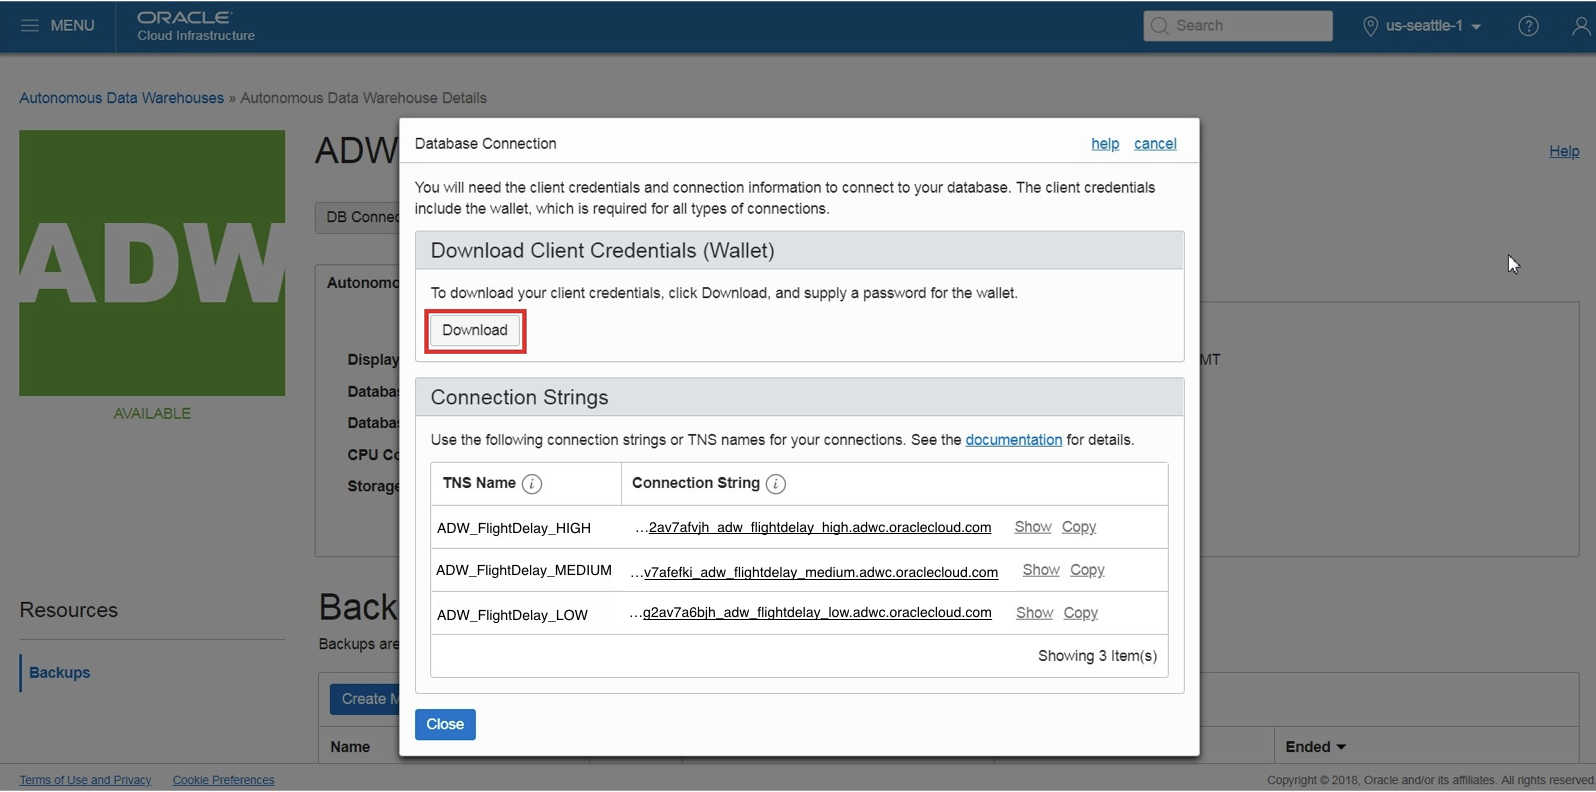 MENU
ORACLE
Cloud Infrastructure
Search
us-seattle-1
Autonomous Data Warehouses » Autonomous Data Warehouse Details
ADW
ADW
AVAILABLE
Help
DB Connec
Autonomo
Display
Databa
Databa
CPU Co
Storage
MT
Database Connection
help cancel
You will need the client credentials and connection information to connect to your database. The client credentials
include the wallet, which is required for all types of connections.
Download Client Credentials (Wallet)
To download your client credentials, click Download, and supply a password for the wallet.
Download
Connection Strings
Use the following connection strings or TNS names for your connections. See the documentation for details.
TNS Name i Connection String i
ADW_FlightDelay_HIGH ...2av7afvjh_adw_flightdelay_high.adwc.oraclecloud.com Show Copy
ADW_FlightDelay_MEDIUM ...v7afefki_adw_flightdelay_medium.adwc.oraclecloud.com Show Copy
ADW_FlightDelay_LOW ...g2av7a6bjh_adw_flightdelay_low.adwc.oraclecloud.com Show Copy
Showing 3 Item(s)
Close
Resources
Backups
Back
Backups are
Create M
Name
Ended
Terms of Use and Privacy Cookie Preferences
Copyright © 2018, Oracle and/or its affiliates. All rights reserved.